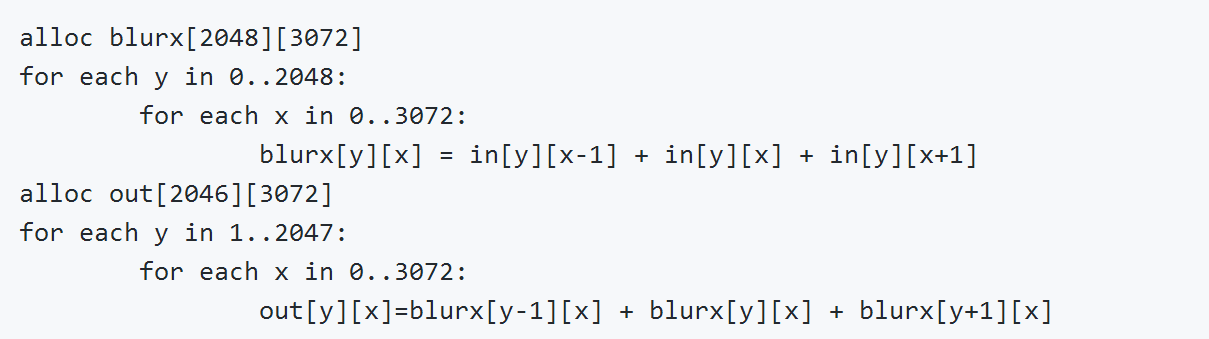 alloc blurx[2048][3072]
for each y in 0..2048:
for each x in 0..3072:
blurx[y][x] = in[y][x-1] + in[y][x] + in[y][x+1]
alloc out[2046][3072]
for each y in 1..2047:
for each x in 0..3072:
out[y][x]=blurx[y-1][x] + blurx[y][x] + blurx[y+1][x]